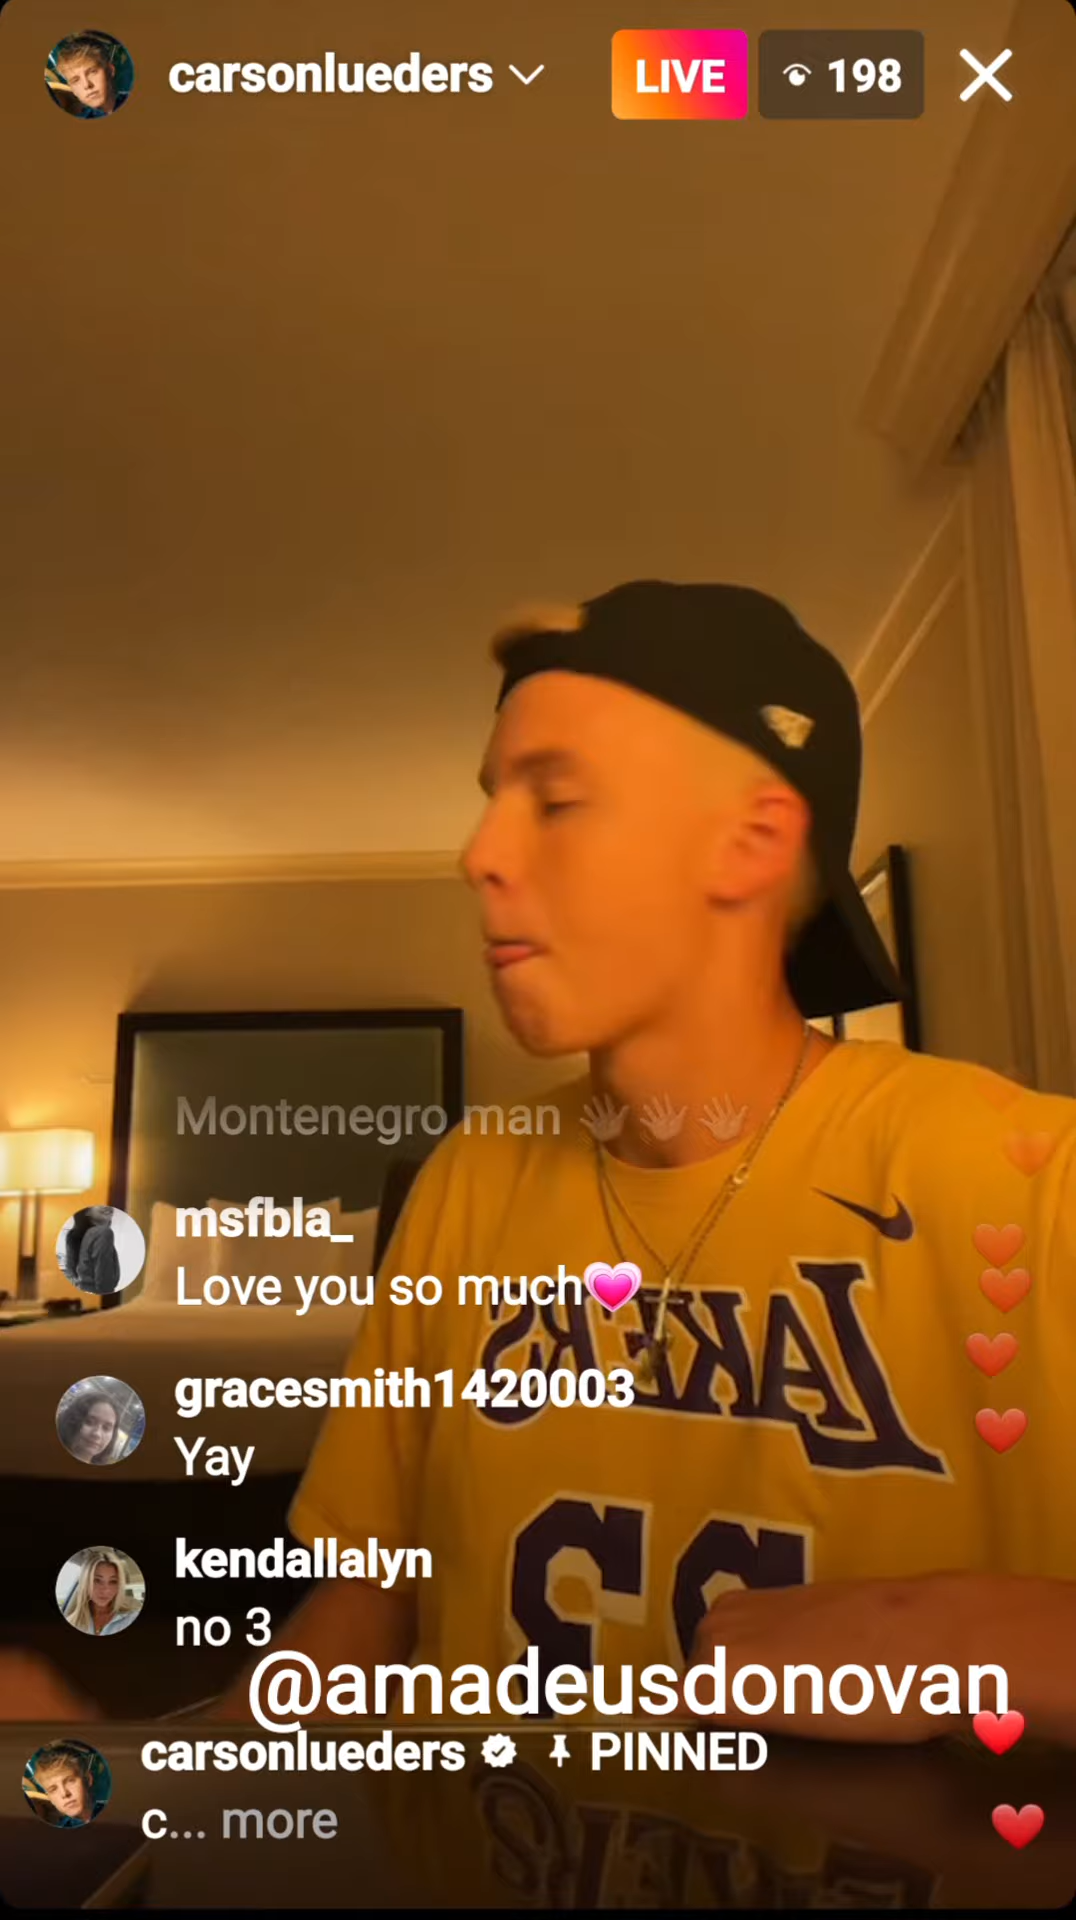 carsonlueders LIVE 198
Montenegro man 👋👋👋
msfbla_
Love you so much💗
gracesmith1420003
Yay
kendallalyn
no 3
@amadeusdonovan
carsonlueders PINNED
c... more
LAKERS